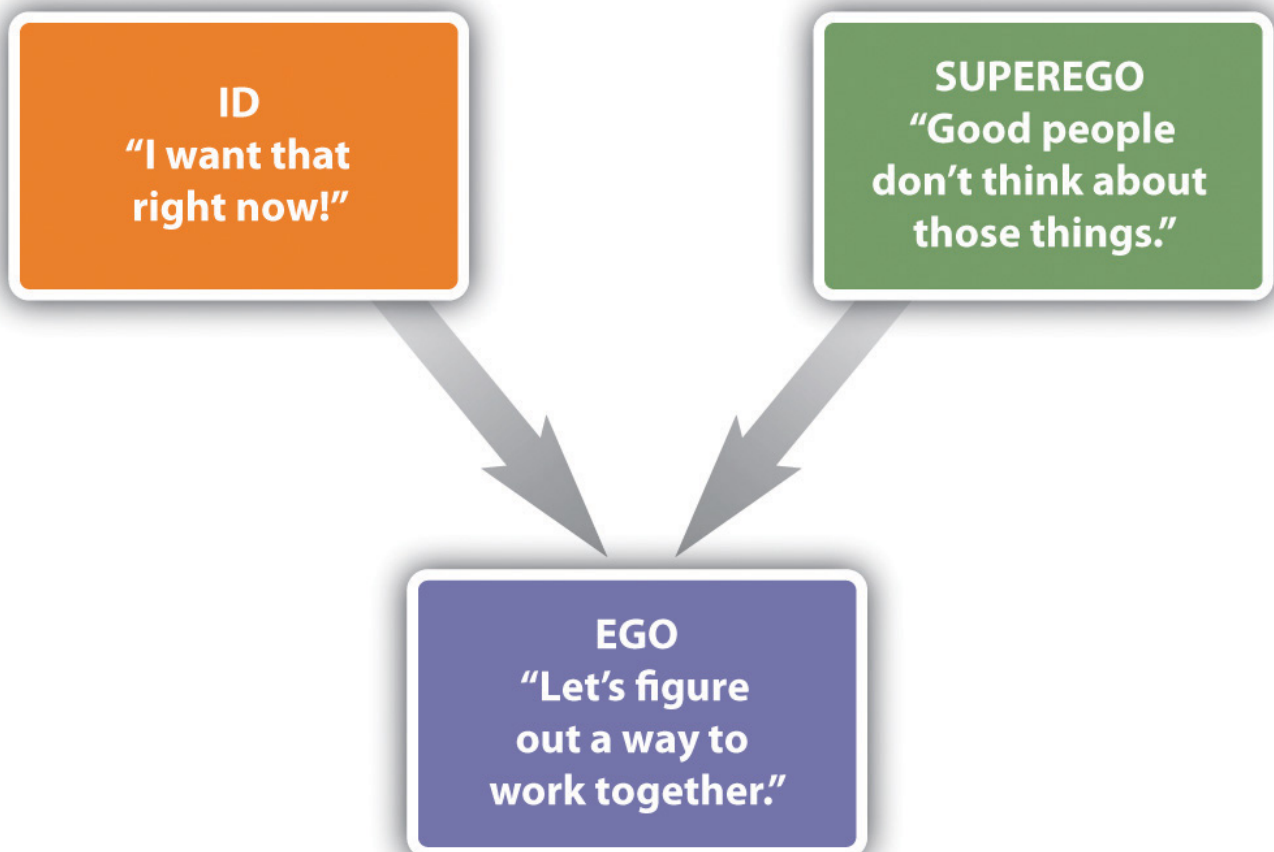 ID
“I want that
right now!”
SUPEREGO
“Good people
don’t think about
those things.”
EGO
“Let’s figure
out a way to
work together.”